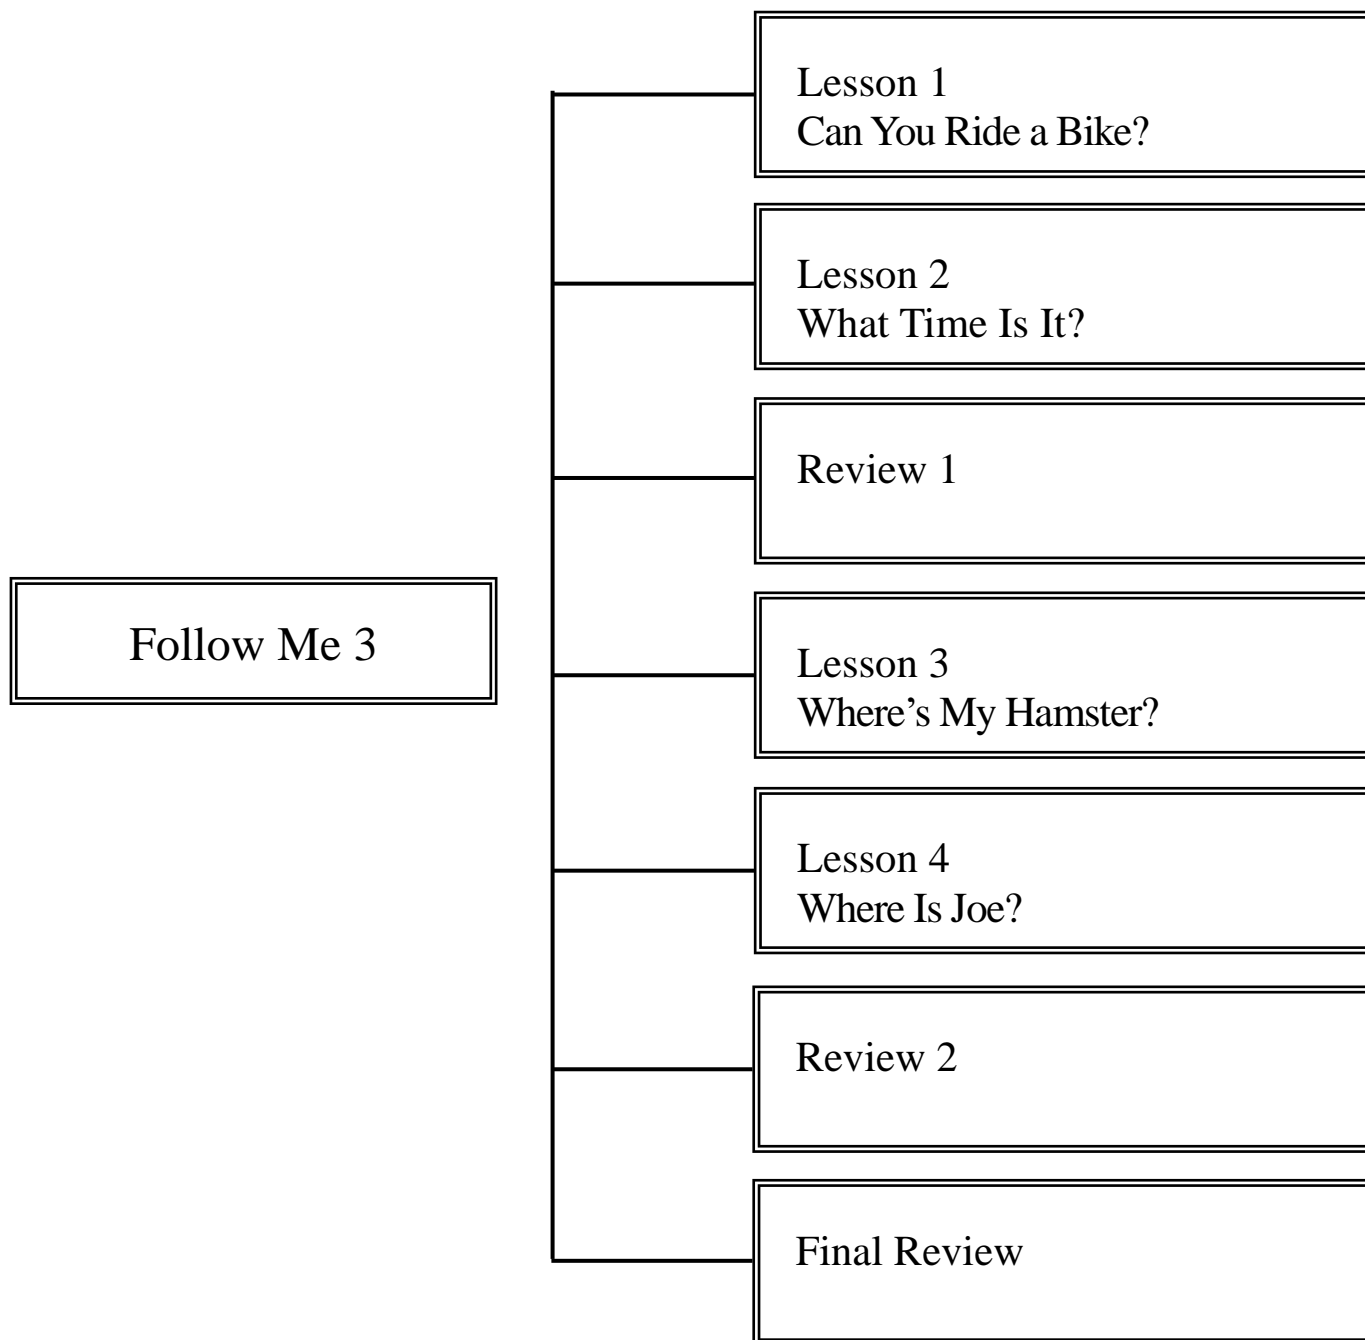 Follow Me 3
Lesson 1
Can You Ride a Bike?
Lesson 2
What Time Is It?
Review 1
Lesson 3
Where’s My Hamster?
Lesson 4
Where Is Joe?
Review 2
Final Review